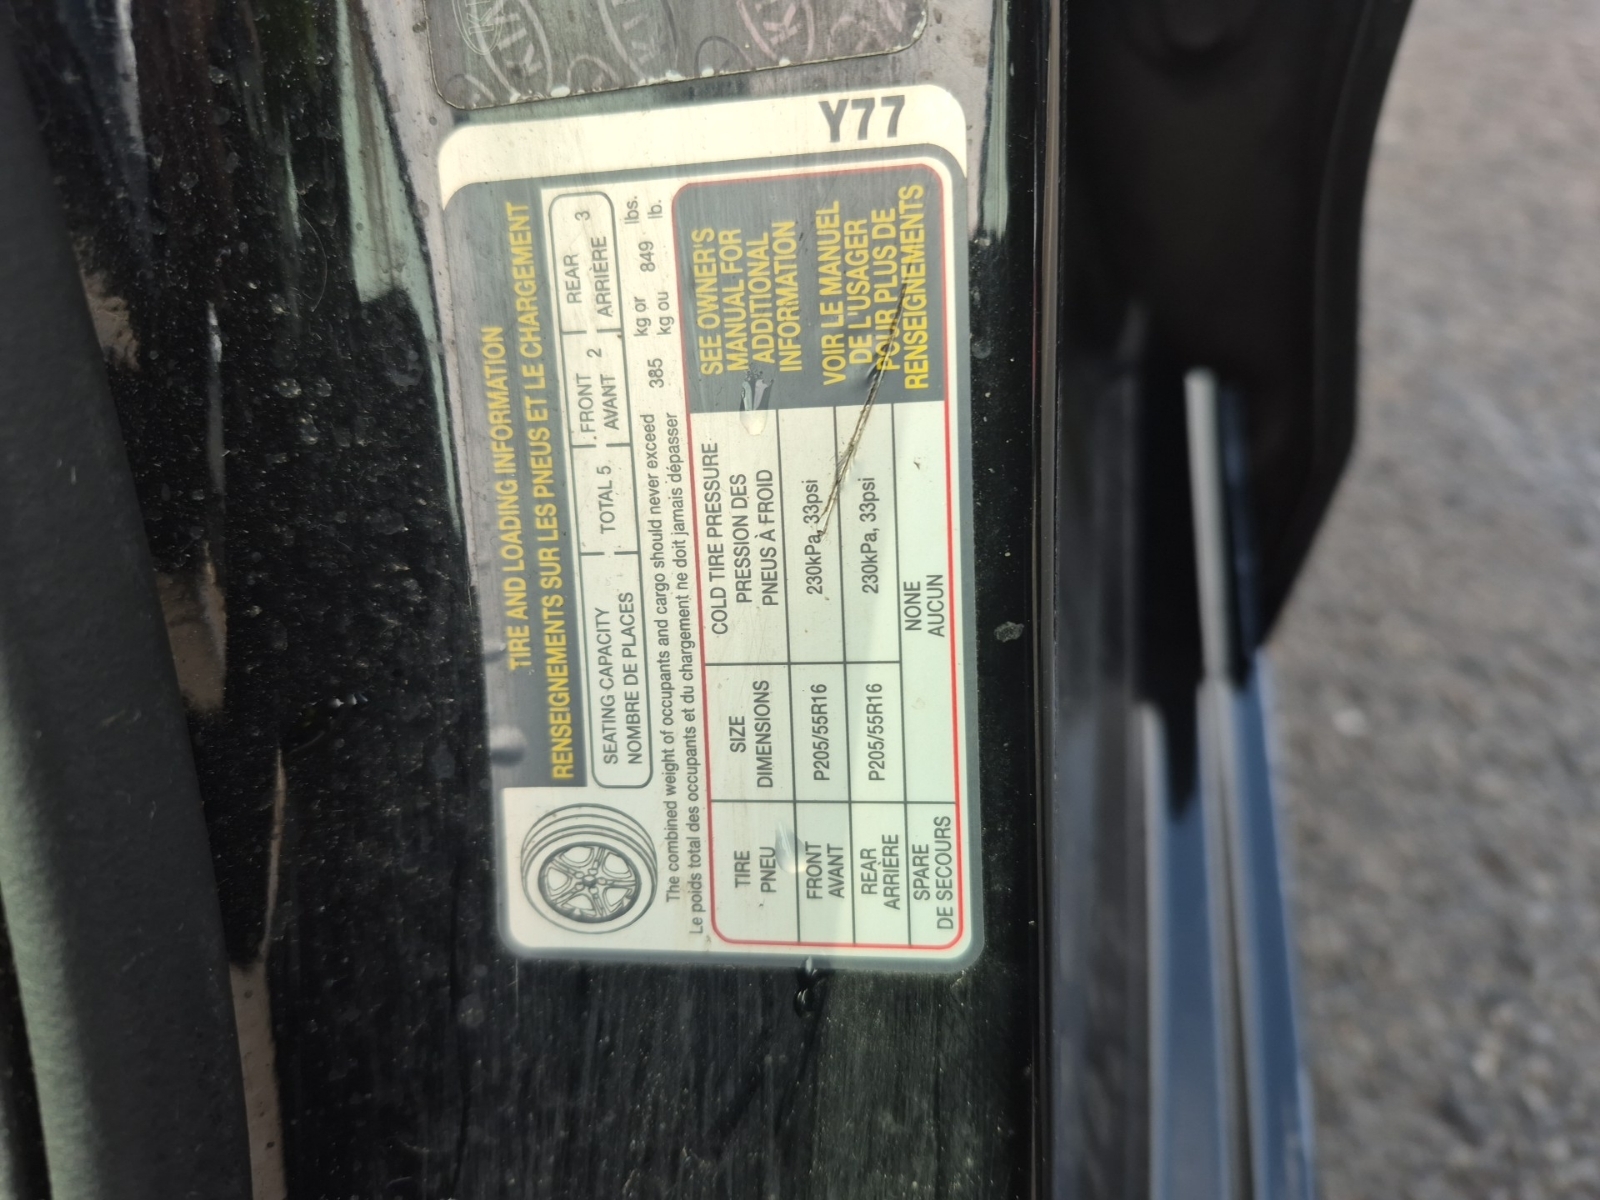 KIA KIA KIA
Y77
TIRE AND LOADING INFORMATION
RENSEIGNEMENTS SUR LES PNEUS ET LE CHARGEMENT
SEATING CAPACITY
NOMBRE DE PLACES
TOTAL 5
FRONT
AVANT 2
REAR
ARRIÈRE 3
The combined weight of occupants and cargo should never exceed 385 kg or 849 lbs.
Le poids total des occupants et du chargement ne doit jamais dépasser kg ou lb.
TIRE
PNEU
SIZE
DIMENSIONS
COLD TIRE PRESSURE
PRESSION DES
PNEUS À FROID
FRONT
AVANT
P205/55R16
230kPa, 33psi
REAR
ARRIÈRE
P205/55R16
230kPa, 33psi
SPARE
DE SECOURS
NONE
AUCUN
SEE OWNER'S
MANUAL FOR
ADDITIONAL
INFORMATION
VOIR LE MANUEL
DE L'USAGER
POUR PLUS DE
RENSEIGNEMENTS